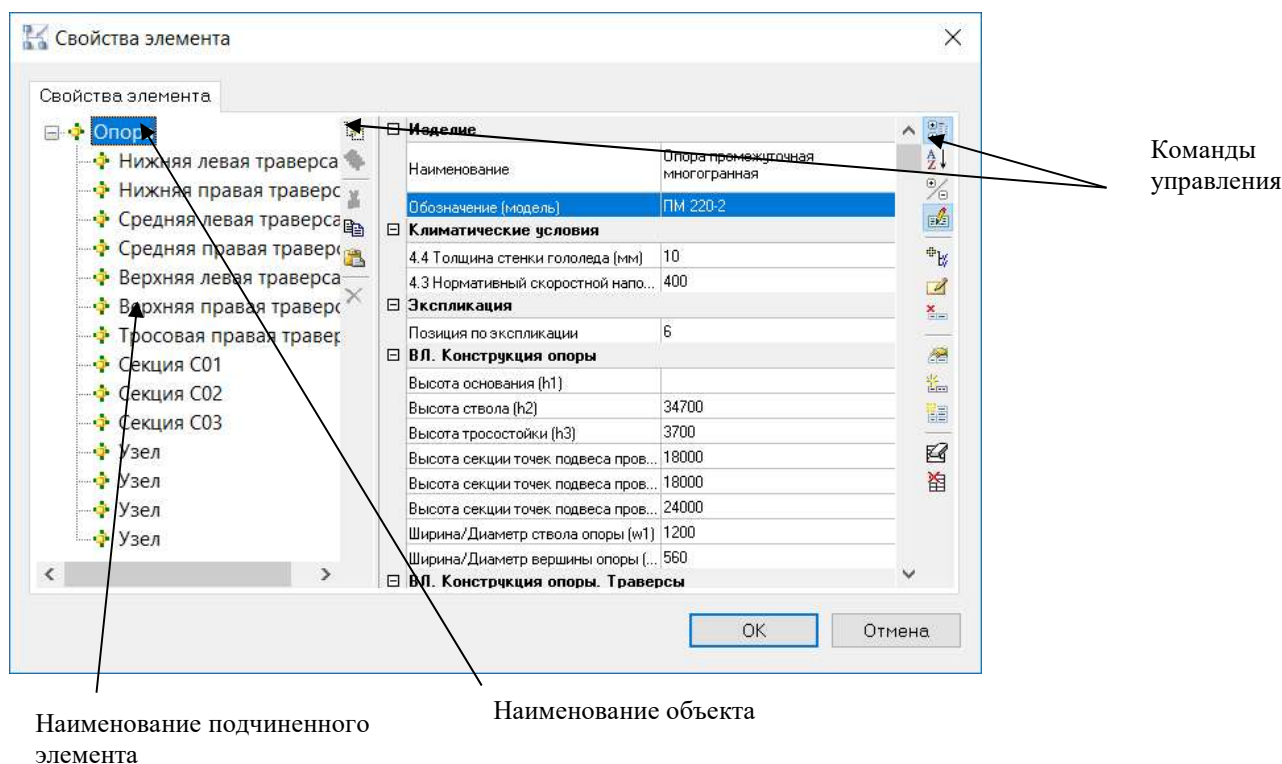 Свойства элемента
Свойства элемента
Опора
Нижняя левая траверса
Нижняя правая траверс
Средняя левая траверса
Средняя правая траверс
Верхняя левая траверса
Верхняя правая траверс
Тросовая правая травер
Секция С01
Секция С02
Секция С03
Узел
Узел
Узел
Узел
Изделие
Наименование Опора промежуточная
многогранная
Обозначение (модель) ПМ 220-2
Климатические условия
4.4 Толщина стенки гололеда (мм) 10
4.3 Нормативный скоростной напо... 400
Экспликация
Позиция по экспликации 6
ВЛ. Конструкция опоры
Высота основания (h1)
Высота ствола (h2) 34700
Высота тросостойки (h3) 3700
Высота секции точек подвеса пров... 18000
Высота секции точек подвеса пров... 18000
Высота секции точек подвеса пров... 24000
Ширина/Диаметр ствола опоры (w1) 1200
Ширина/Диаметр вершины опоры (... 560
ВЛ. Конструкция опоры. Траверсы
OK Отмена
Команды
управления
Наименование подчиненного
элемента
Наименование объекта